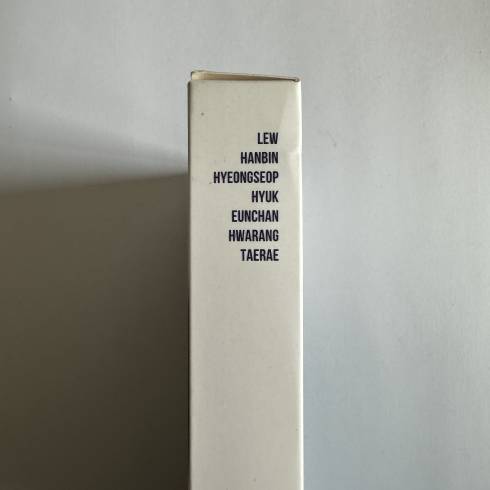 LEW
HANBIN
HYEONGSEOP
HYUK
EUNCHAN
HWARANG
TAERAE